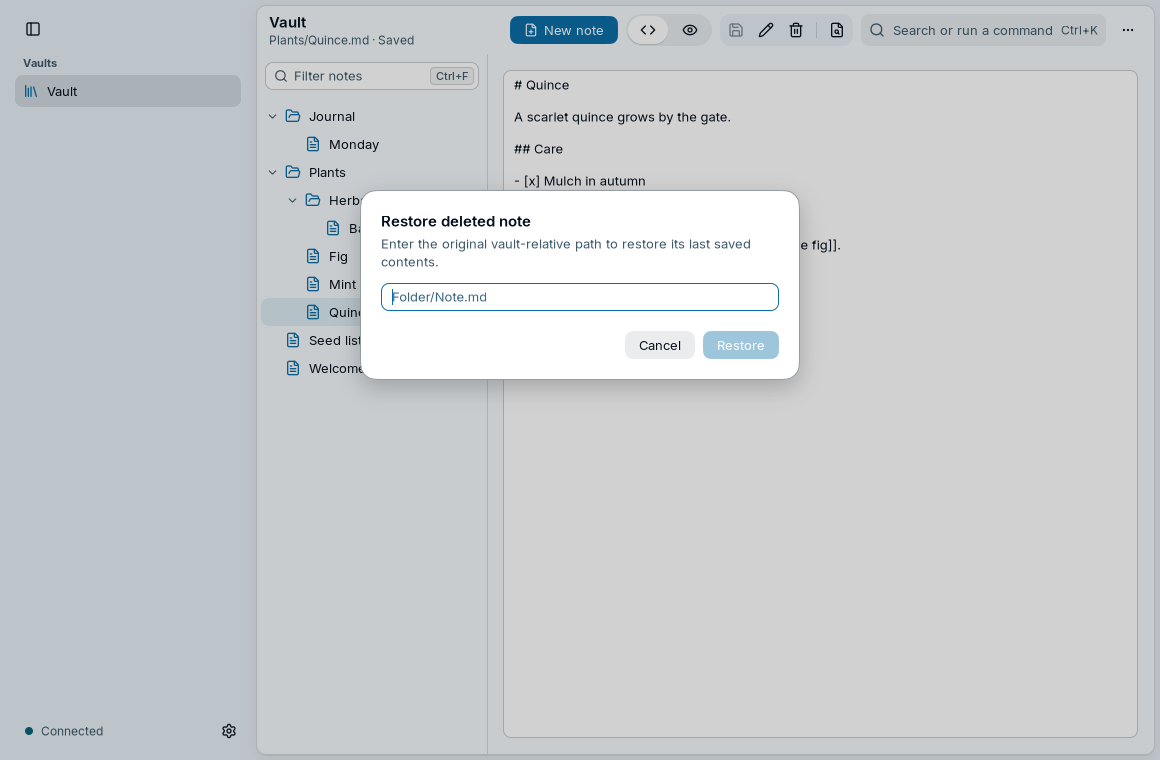 Vaults
Vault
Connected
Vault
Plants/Quince.md · Saved
New note
Search or run a command Ctrl+K
Filter notes Ctrl+F
Journal
Monday
Plants
Fig
Mint
Seed list
Welcome
# Quince
A scarlet quince grows by the gate.
## Care
- [x] Mulch in autumn
fig]].
Restore deleted note
Enter the original vault-relative path to restore its last saved
contents.
Folder/Note.md
Cancel
Restore